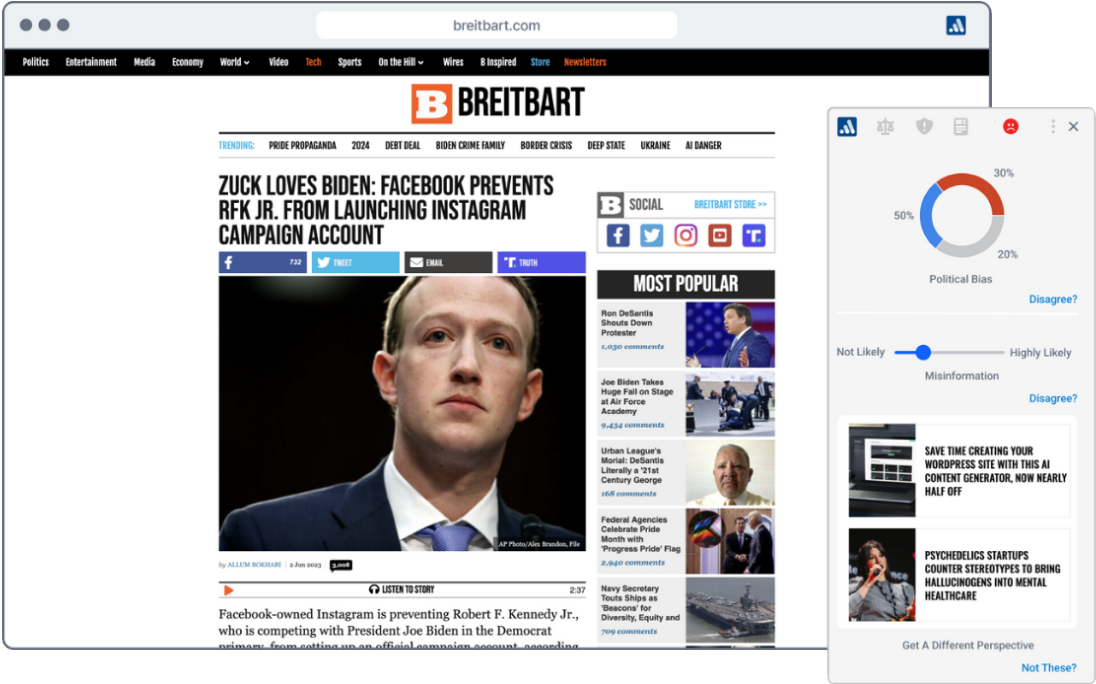 breitbart.com
Politics Entertainment Media Economy World Video Tech Sports On the Hill Wires B Inspired Store Newsletters
B BREITBART
TRENDING: PRIDE PROPAGANDA 2024 DEBT DEAL BIDEN CRIME FAMILY BORDER CRISIS DEEP STATE UKRAINE AI DANGER
ZUCK LOVES BIDEN: FACEBOOK PREVENTS
RFK JR. FROM LAUNCHING INSTAGRAM
CAMPAIGN ACCOUNT
732 TWEET EMAIL TRUTH
AP Photo/Alex Brandon, File
by ALLUM BOKHARI 2 Jun 2023 3,008
LISTEN TO STORY 2:37
Facebook-owned Instagram is preventing Robert F. Kennedy Jr.,
who is competing with President Joe Biden in the Democrat
primary, from setting up an official campaign account, according
B SOCIAL BREITBART STORE >>
MOST POPULAR
Ron DeSantis
Shouts Down
Protester
1,030 comments
Joe Biden Takes
Huge Fall on Stage
at Air Force
Academy
9,434 comments
Urban League's
Morial: DeSantis
Literally a '21st
Century George
168 comments
Federal Agencies
Celebrate Pride
Month with
'Progress Pride' Flag
2,940 comments
Navy Secretary
Touts Ships as
'Beacons' for
Diversity, Equity and
709 comments
30%
50%
20%
Political Bias
Disagree?
Not Likely Highly Likely
Misinformation
Disagree?
SAVE TIME CREATING YOUR
WORDPRESS SITE WITH THIS AI
CONTENT GENERATOR, NOW NEARLY
HALF OFF
PSYCHEDELICS STARTUPS
COUNTER STEREOTYPES TO BRING
HALLUCINOGENS INTO MENTAL
HEALTHCARE
Get A Different Perspective
Not These?